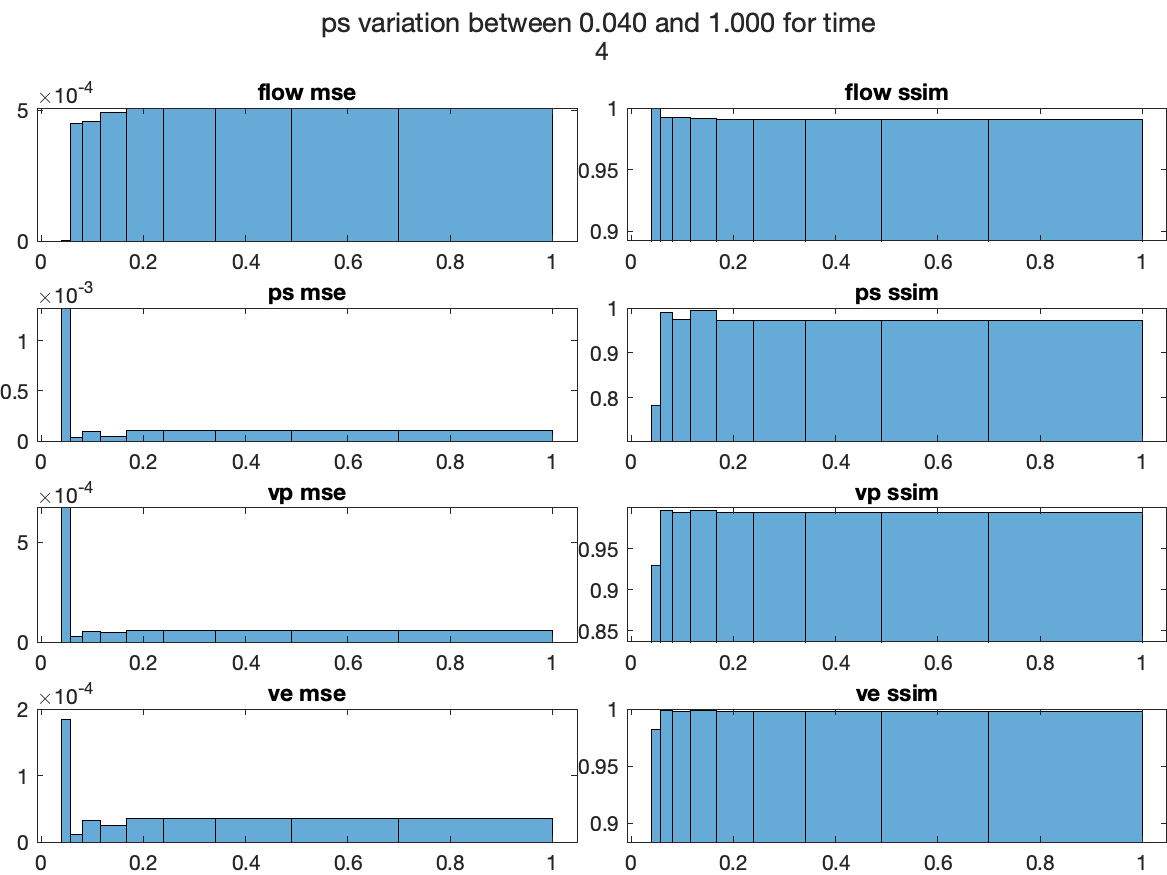 ps variation between 0.040 and 1.000 for time
4
×10-4
flow mse
5
0
0 0.2 0.4 0.6 0.8 1
flow ssim
1
0.95
0.9
0 0.2 0.4 0.6 0.8 1
×10-3
ps mse
1
0.5
0
0 0.2 0.4 0.6 0.8 1
ps ssim
1
0.9
0.8
0 0.2 0.4 0.6 0.8 1
×10-4
vp mse
5
0
0 0.2 0.4 0.6 0.8 1
vp ssim
0.95
0.9
0.85
0 0.2 0.4 0.6 0.8 1
×10-4
ve mse
2
1
0
0 0.2 0.4 0.6 0.8 1
ve ssim
1
0.95
0.9
0 0.2 0.4 0.6 0.8 1